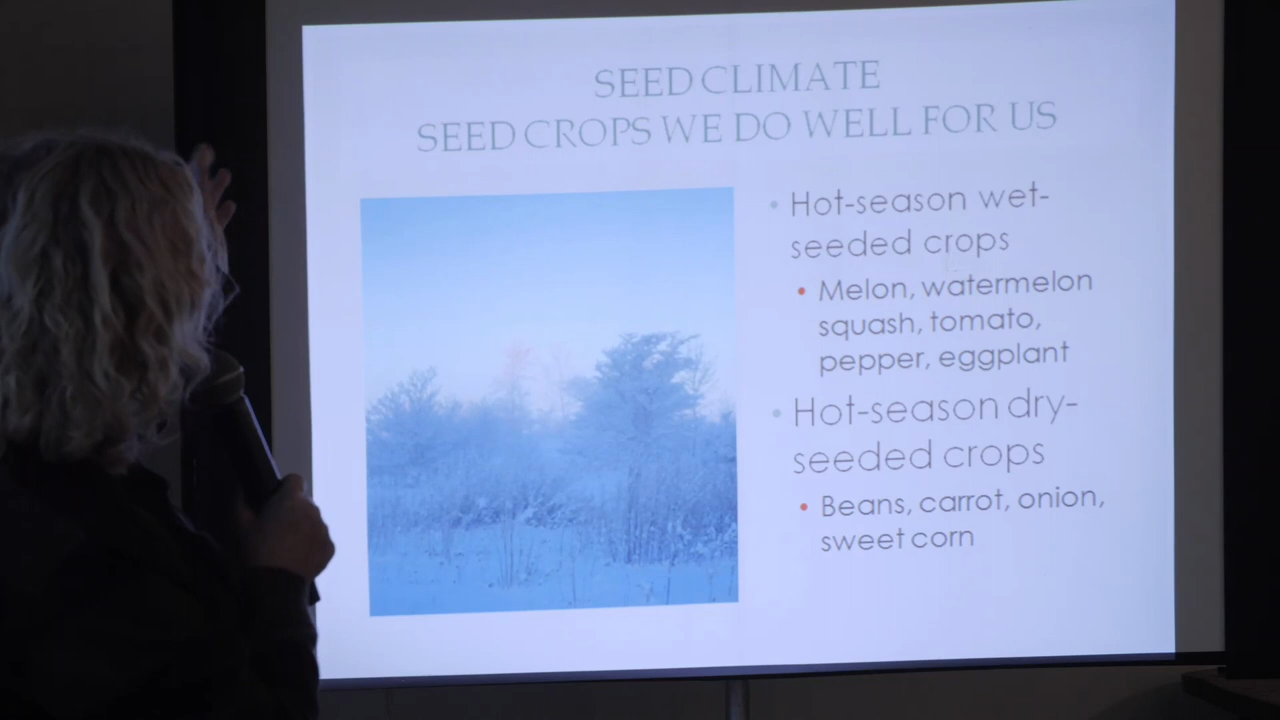 SEED CLIMATE
SEED CROPS WE DO WELL FOR US
• Hot-season wet-
seeded crops
• Melon, watermelon
squash, tomato,
pepper, eggplant
• Hot-season dry-
seeded crops
• Beans, carrot, onion,
sweet corn